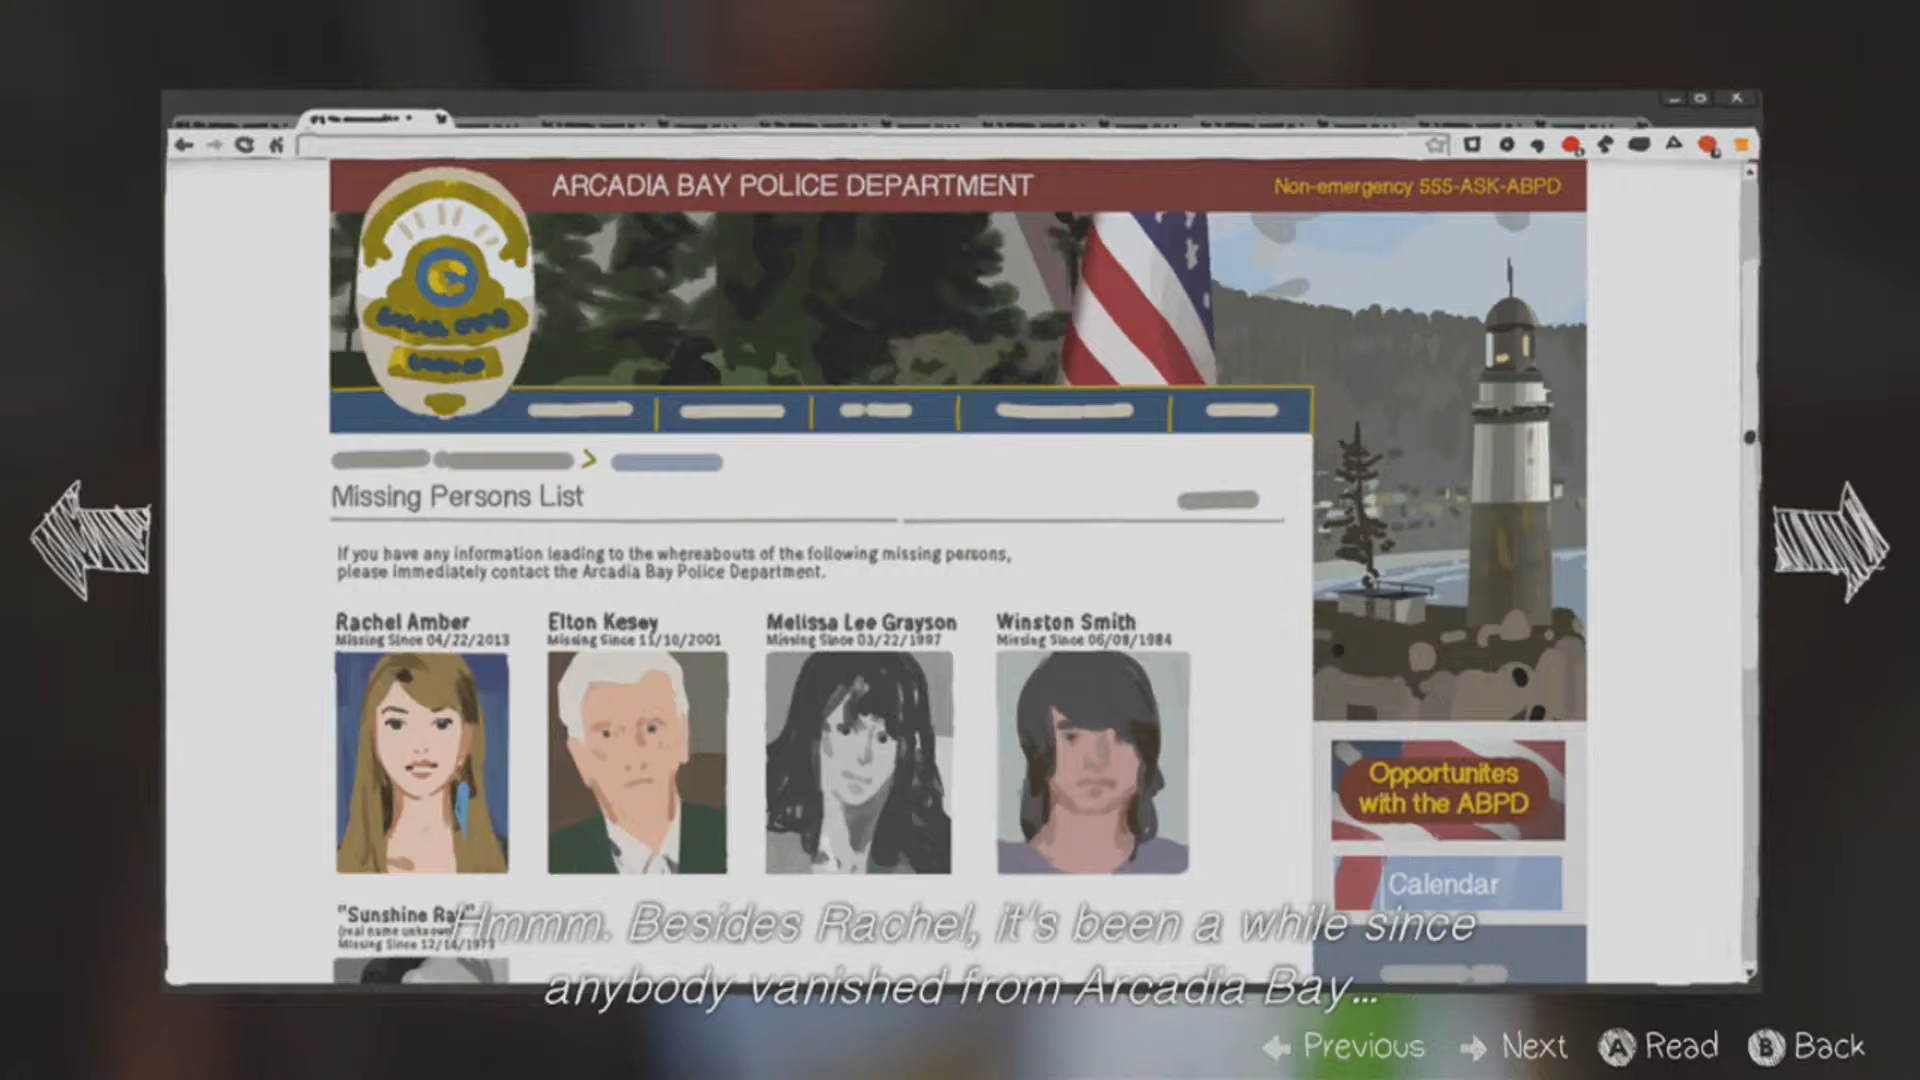 ARCADIA BAY POLICE DEPARTMENT
Non-emergency 555-ASK-ABPD
Missing Persons List
If you have any information leading to the whereabouts of the following missing persons,
please immediately contact the Arcadia Bay Police Department.
Rachel Amber
Missing Since 04/22/2013
Elton Kesey
Missing Since 11/10/2001
Melissa Lee Grayson
Missing Since 03/22/1997
Winston Smith
Missing Since 06/08/1984
"Sunshine Ray"
(real name unknown)
Missing Since 12/16/1973
Opportunites
with the ABPD
Calendar
Hmmm. Besides Rachel, it's been a while since
anybody vanished from Arcadia Bay...
Previous
Next
A Read
B Back